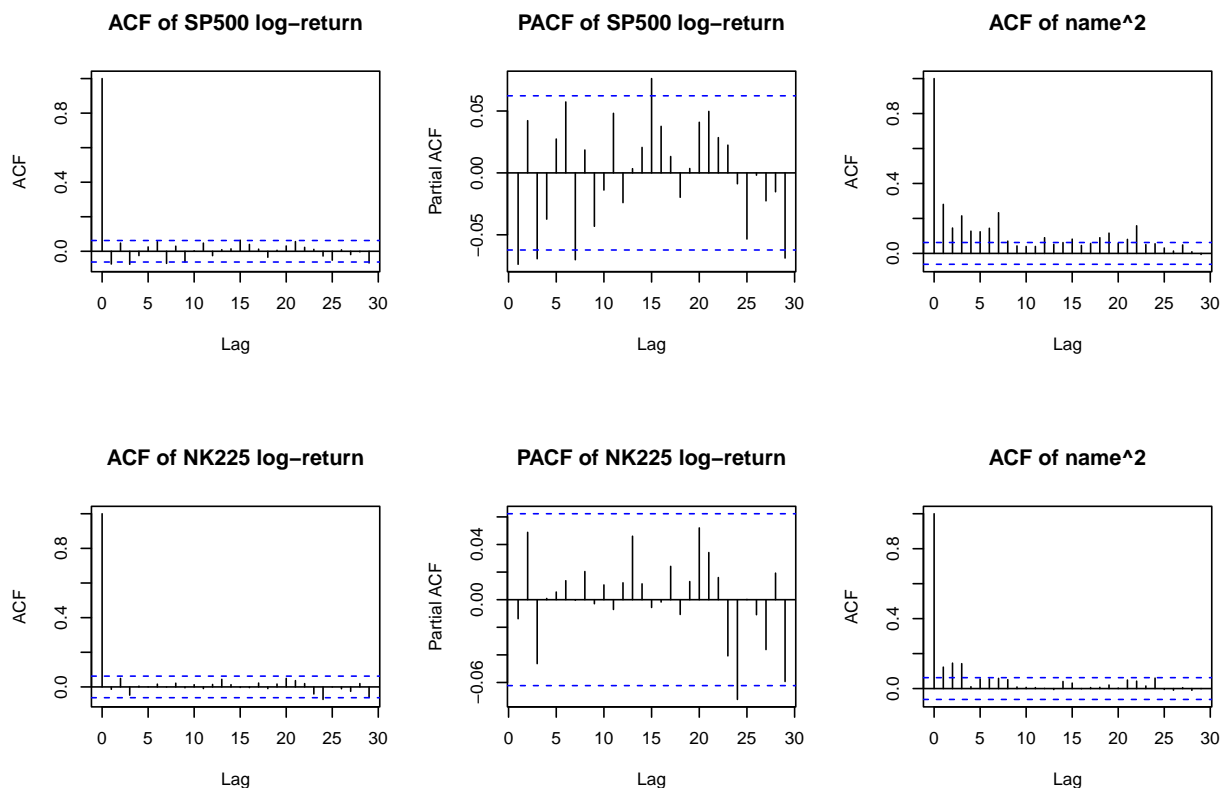 ACF of SP500 log−return
ACF
0.8
0.4
0.0
0 5 10 15 20 25 30
Lag
PACF of SP500 log−return
Partial ACF
0.05
0.00
−0.05
0 5 10 15 20 25 30
Lag
ACF of name^2
ACF
0.8
0.4
0.0
0 5 10 15 20 25 30
Lag
ACF of NK225 log−return
ACF
0.8
0.4
0.0
0 5 10 15 20 25 30
Lag
PACF of NK225 log−return
Partial ACF
0.04
0.00
−0.06
0 5 10 15 20 25 30
Lag
ACF of name^2
ACF
0.8
0.4
0.0
0 5 10 15 20 25 30
Lag